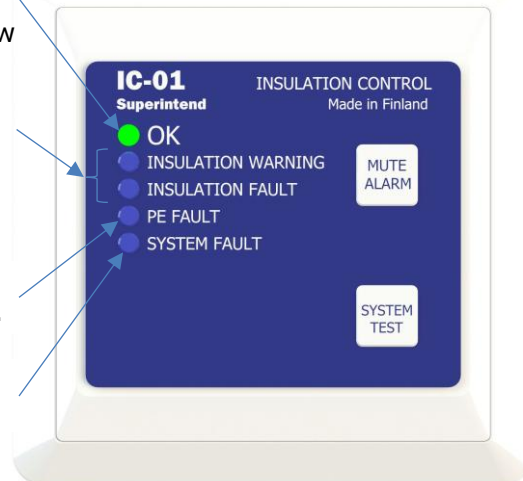 w
IC-01
INSULATION CONTROL
Superintend
Made in Finland
OK
INSULATION WARNING
MUTE
ALARM
INSULATION FAULT
PE FAULT
SYSTEM FAULT
SYSTEM
TEST